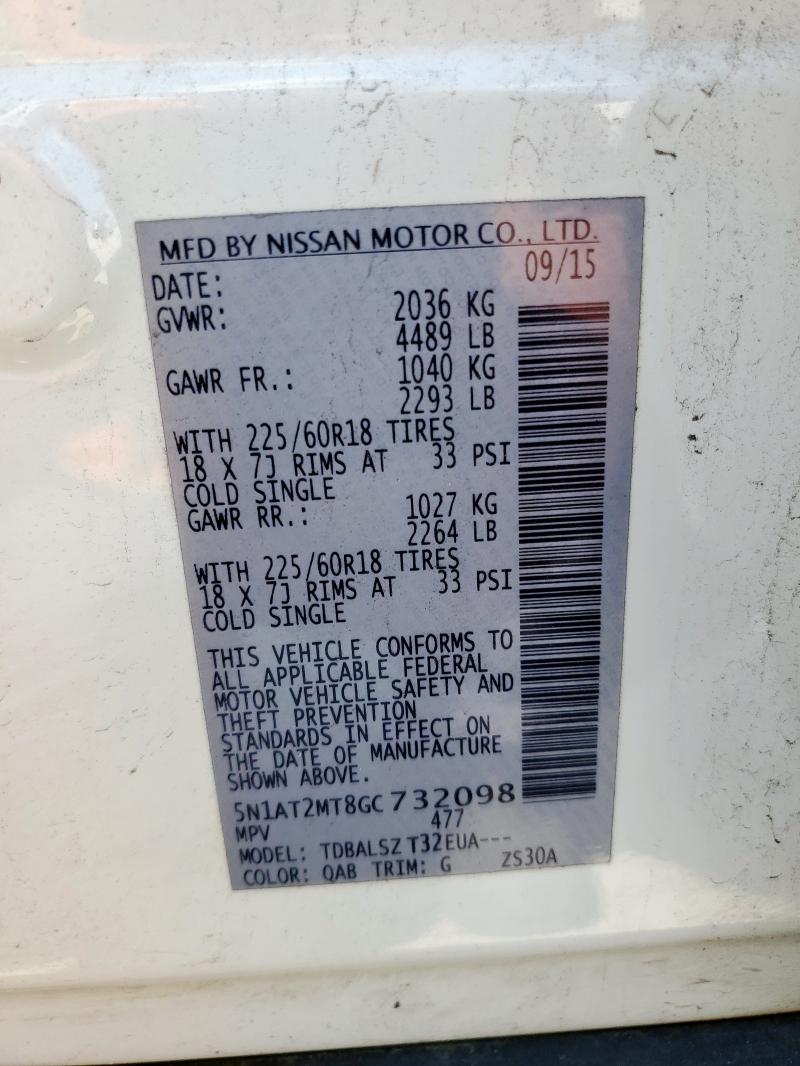 MFD BY NISSAN MOTOR CO., LTD.
DATE: 09/15
GVWR: 2036 KG
4489 LB
GAWR FR.: 1040 KG
2293 LB
WITH 225/60R18 TIRES
18 X 7J RIMS AT 33 PSI
COLD SINGLE
GAWR RR.: 1027 KG
2264 LB
WITH 225/60R18 TIRES
18 X 7J RIMS AT 33 PSI
COLD SINGLE
THIS VEHICLE CONFORMS TO
ALL APPLICABLE FEDERAL
MOTOR VEHICLE SAFETY AND
THEFT PREVENTION
STANDARDS IN EFFECT ON
THE DATE OF MANUFACTURE
SHOWN ABOVE.
5N1AT2MT8GC 732098
MPV 477
MODEL: TDBALSZ T32EUA---
COLOR: QAB TRIM: G ZS30A